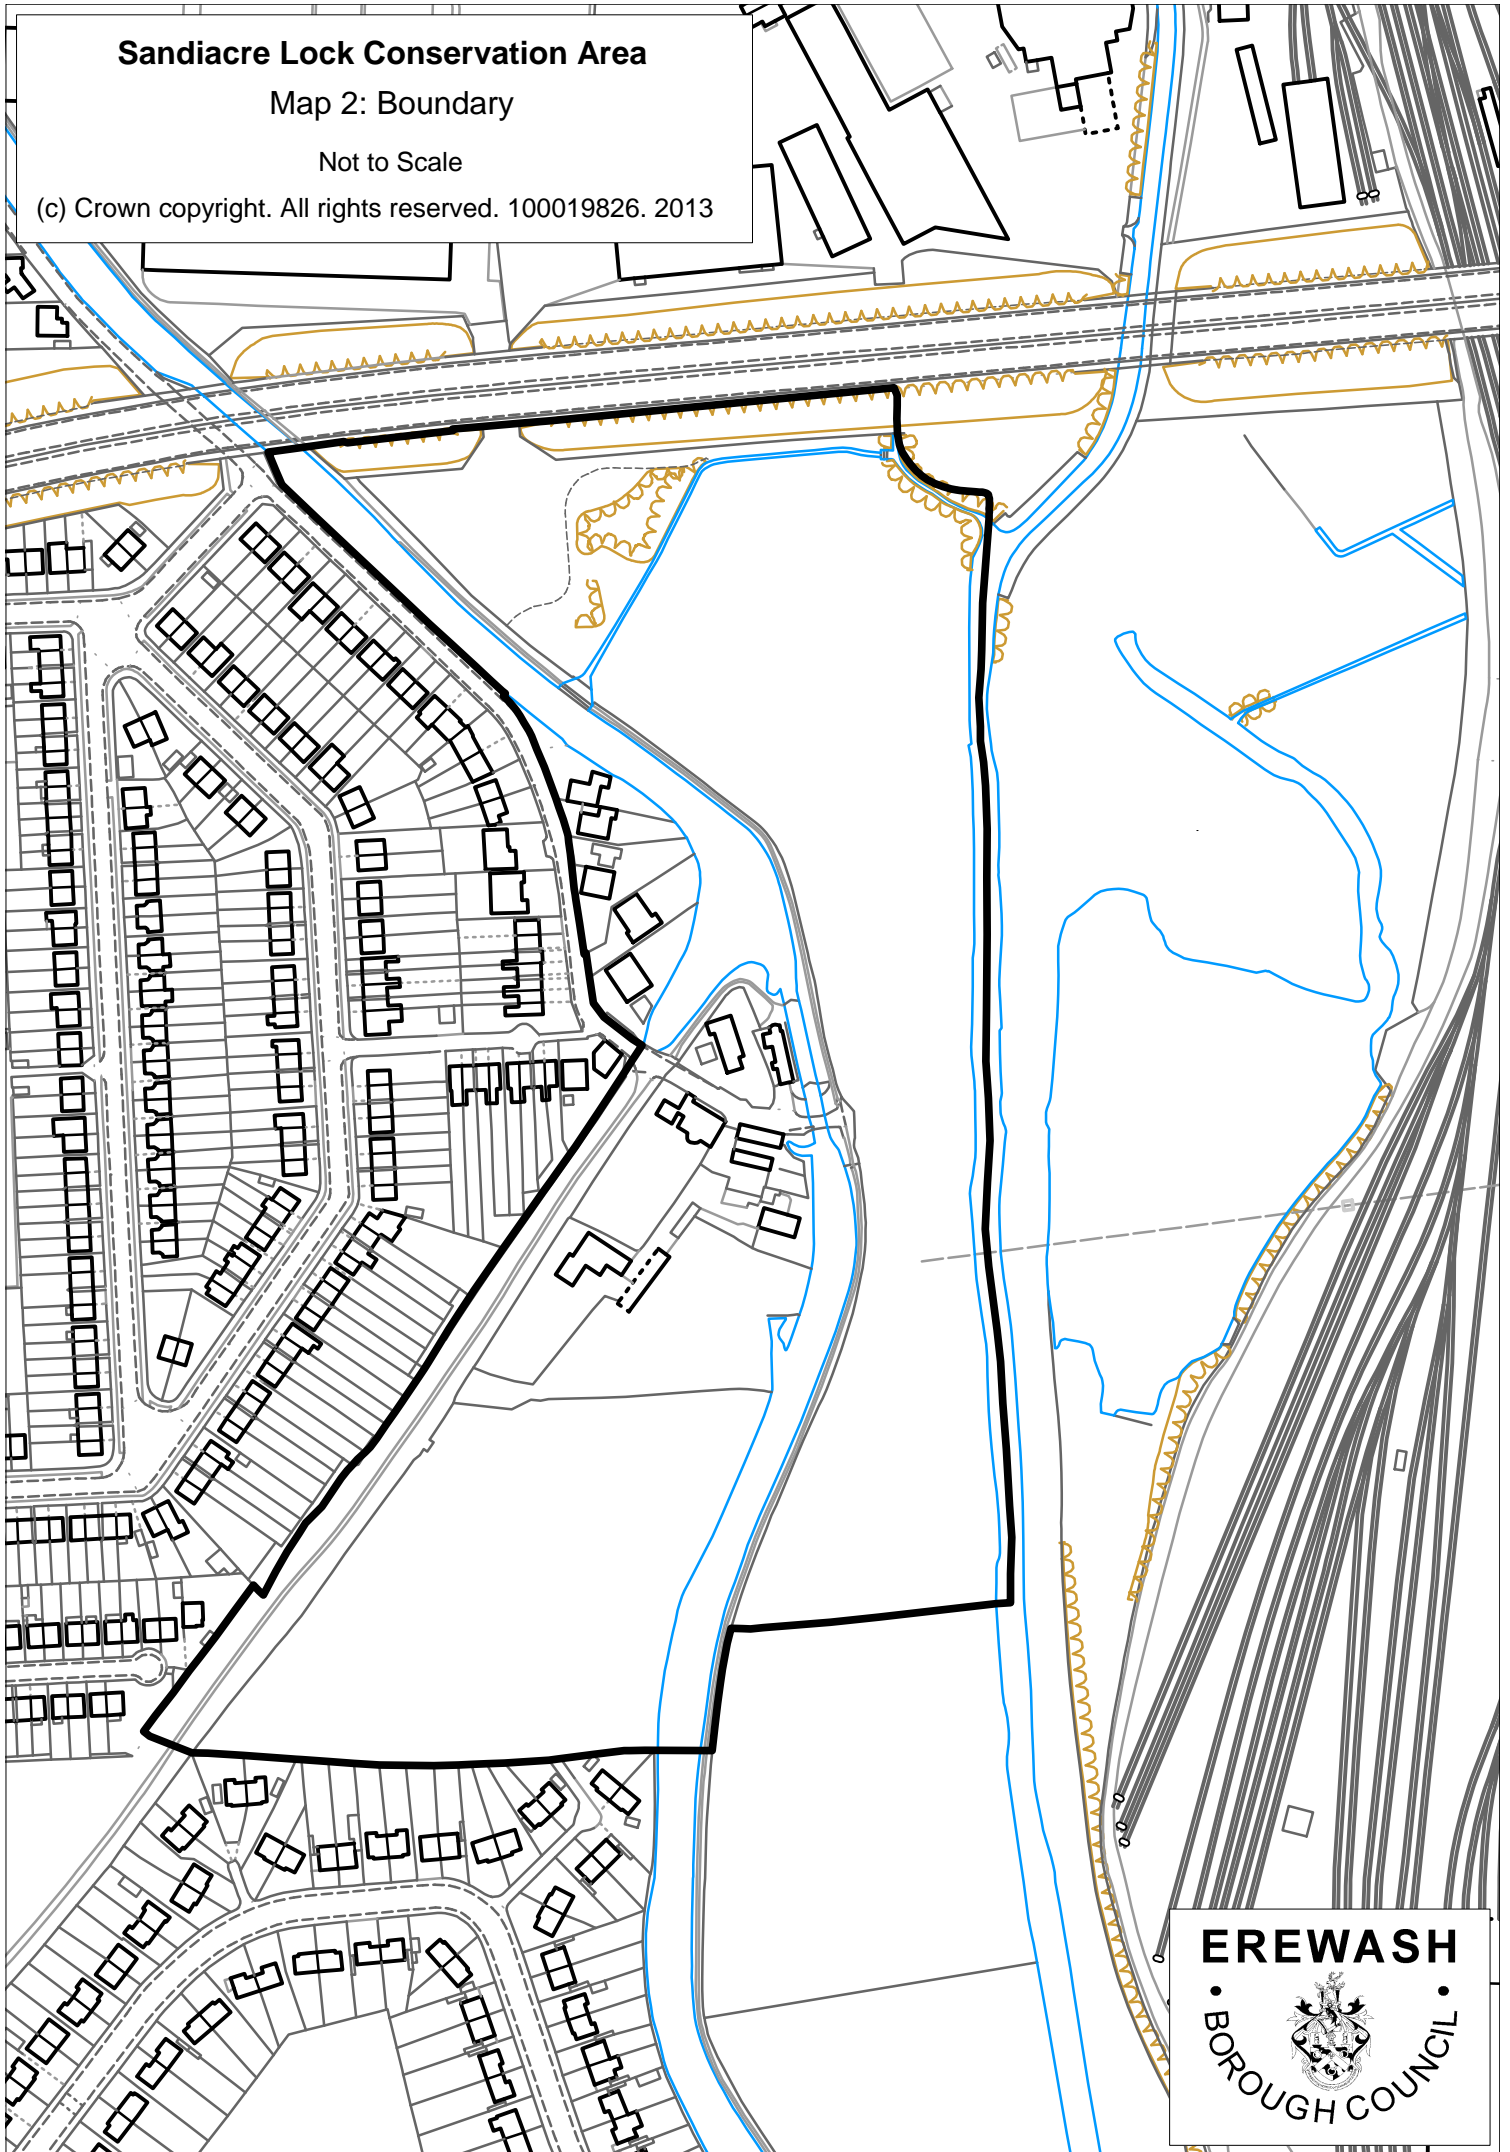 Sandiacre Lock Conservation Area
Map 2: Boundary
Not to Scale
(c) Crown copyright. All rights reserved. 100019826. 2013
EREWASH
• BOROUGH COUNCIL •